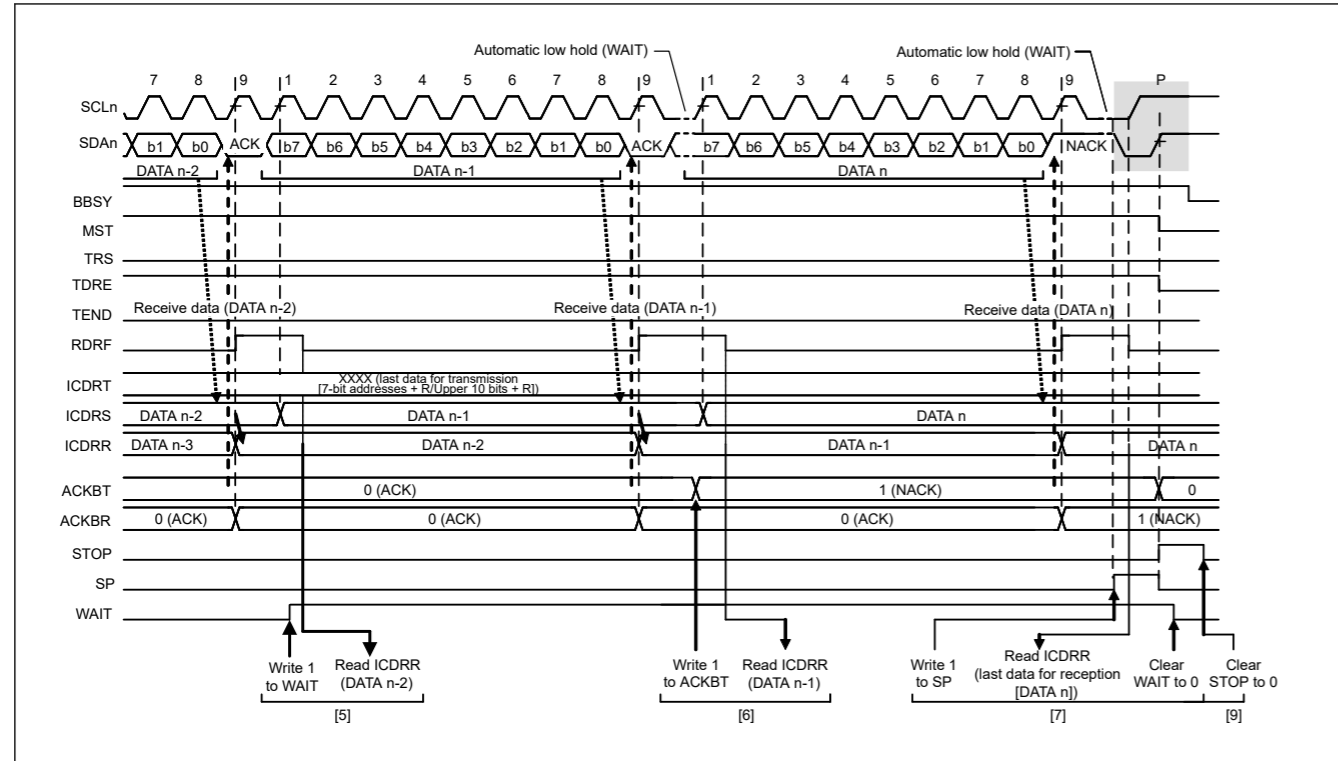 Automatic low hold (WAIT)
Automatic low hold (WAIT)
7 8 9 1 2 3 4 5 6 7 8 9 1 2 3 4 5 6 7 8 9 P
SCLn
SDAn b1 b0 ACK b7 b6 b5 b4 b3 b2 b1 b0 ACK b7 b6 b5 b4 b3 b2 b1 b0 NACK
DATA n-2 DATA n-1 DATA n
BBSY
MST
TRS
TDRE
Receive data (DATA n-2) Receive data (DATA n-1) Receive data (DATA n)
TEND
RDRF
XXXX (last data for transmission
ICDRT
[7-bit addresses + R/Upper 10 bits + R])
ICDRS DATA n-2 DATA n-1 DATA n
ICDRR DATA n-3 DATA n-2 DATA n-1 DATA n
ACKBT 0 (ACK) 1 (NACK) 0
ACKBR 0 (ACK) 0 (ACK) 0 (ACK) 1 (NACK)
STOP
SP
WAIT
Write 1
to WAIT
Read ICDRR
(DATA n-2)
Write 1
to ACKBT
Read ICDRR
(DATA n-1)
Write 1
to SP
Read ICDRR
(last data for reception
[DATA n])
Clear
WAIT to 0
Clear
STOP to 0
[5] [6] [7] [9]